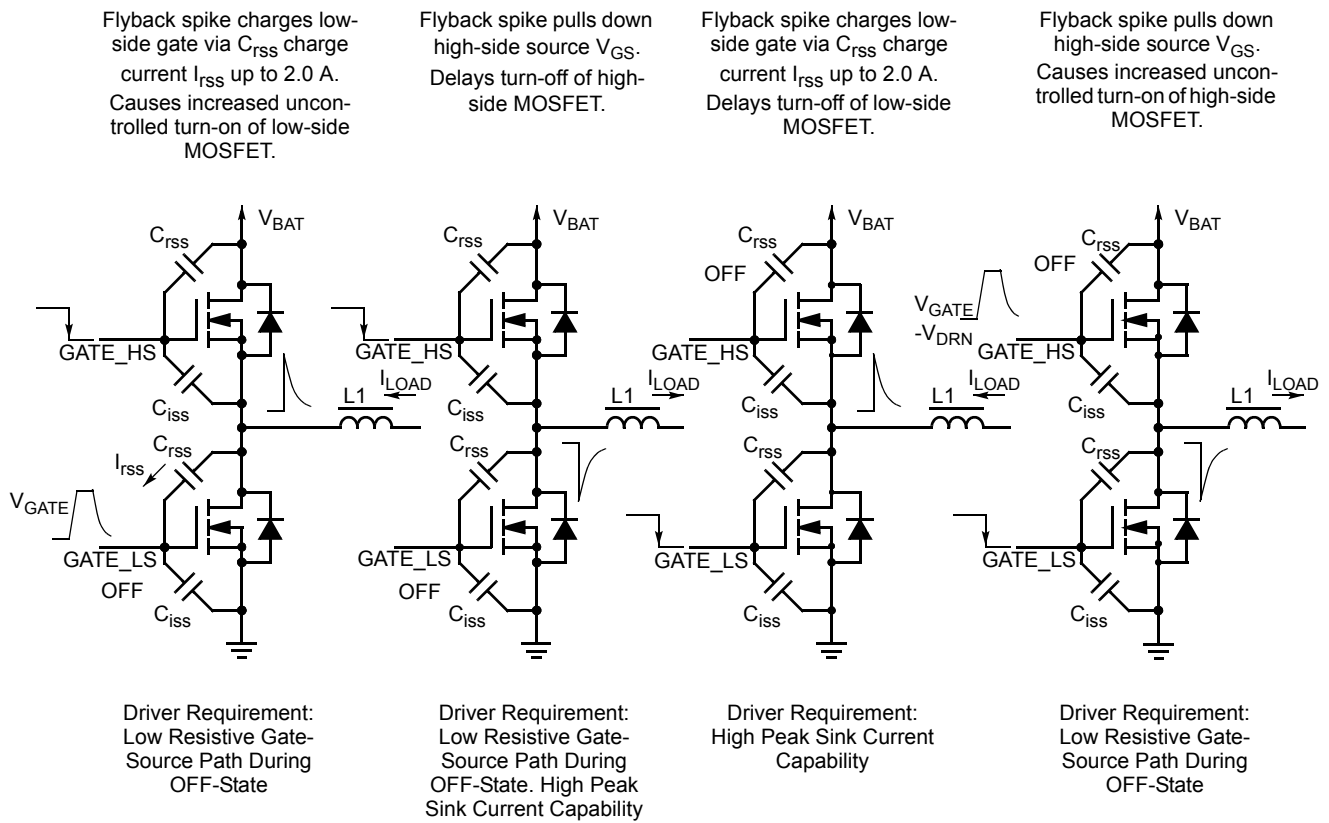 Flyback spike charges low-
side gate via Crss charge
current Irss up to 2.0 A.
Causes increased uncon-
trolled turn-on of low-side
MOSFET.
Flyback spike pulls down
high-side source VGS.
Delays turn-off of high-
side MOSFET.
Flyback spike charges low-
side gate via Crss charge
current Irss up to 2.0 A.
Delays turn-off of low-side
MOSFET.
Flyback spike pulls down
high-side source VGS.
Causes increased uncon-
trolled turn-on of high-side
MOSFET.
VBAT
Crss
GATE_HS
Ciss
ILOAD
L1
Crss
Irss
VGATE
GATE_LS
OFF
Ciss
VBAT
Crss
GATE_HS
Ciss
ILOAD
L1
Crss
GATE_LS
OFF
Ciss
VBAT
Crss
OFF
GATE_HS
Ciss
ILOAD
L1
Crss
GATE_LS
Ciss
VBAT
Crss
OFF
VGATE
-VDRN
GATE_HS
Ciss
ILOAD
L1
Crss
GATE_LS
Ciss
Driver Requirement:
Low Resistive Gate-
Source Path During
OFF-State
Driver Requirement:
Low Resistive Gate-
Source Path During
OFF-State. High Peak
Sink Current Capability
Driver Requirement:
High Peak Sink Current
Capability
Driver Requirement:
Low Resistive Gate-
Source Path During
OFF-State